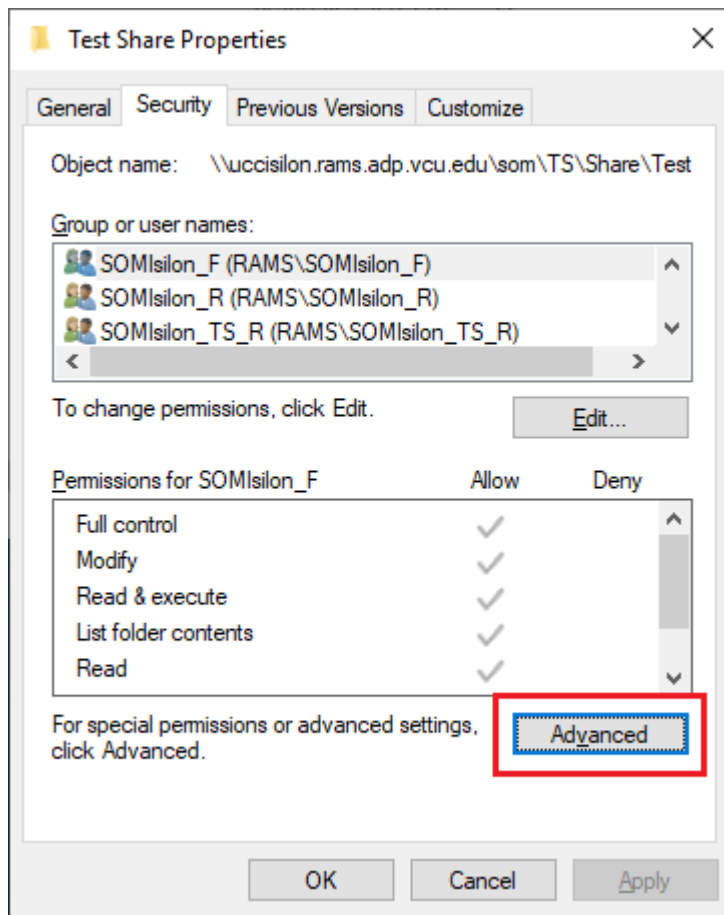 Test Share Properties
General Security Previous Versions Customize
Object name: \\uccisilon.rams.adp.vcu.edu\som\TS\Share\Test
Group or user names:
SOMIsilon_F (RAMS\SOMIsilon_F)
SOMIsilon_R (RAMS\SOMIsilon_R)
SOMIsilon_TS_R (RAMS\SOMIsilon_TS_R)
To change permissions, click Edit.
Edit...
Permissions for SOMIsilon_F Allow Deny
Full control
Modify
Read & execute
List folder contents
Read
For special permissions or advanced settings,
click Advanced.
Advanced
OK Cancel Apply